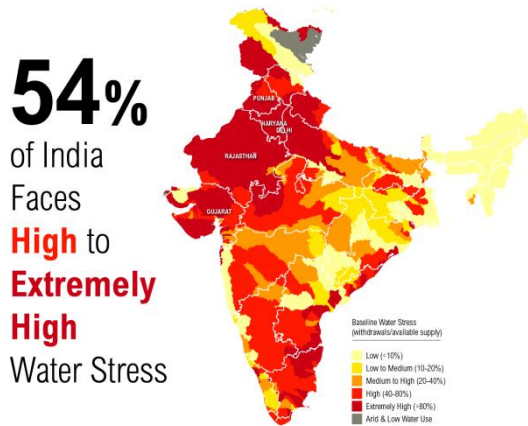 54%
of India
Faces
High to
Extremely
High
Water Stress
PUNJAB
HARYANA
DELHI
RAJASTHAN
GUJARAT
Baseline Water Stress
(withdrawals/available supply)
Low (<10%)
Low to Medium (10-20%)
Medium to High (20-40%)
High (40-80%)
Extremely High (>80%)
Arid & Low Water Use